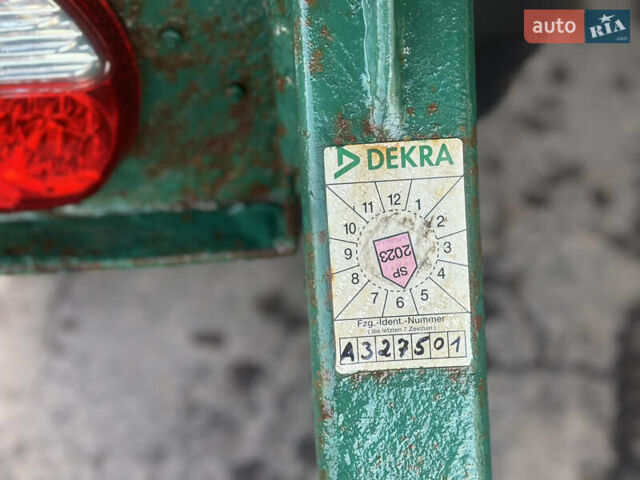 auto RIA .com
DEKRA
11 12 1
10 2
9 3
8 4
7 6 5
SP
2023
Fzg.-Ident.-Nummer
(die letzten 7 Zeichen)
A327501